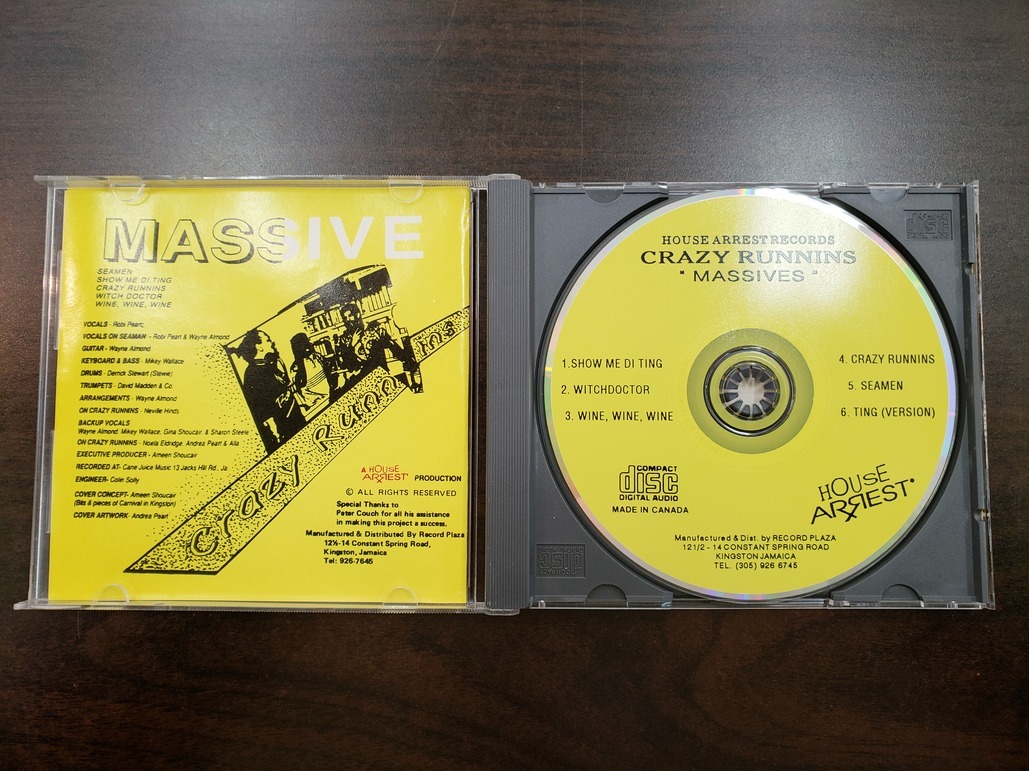 MASSIVE
SEAMEN
SHOW ME DI TING
CRAZY RUNNINS
WITCH DOCTOR
WINE, WINE, WINE
VOCALS - Robi Peart;
VOCALS ON SEAMAN - Robi Peart & Wayne Almond
GUITAR - Wayne Almond
KEYBOARD & BASS - Mikey Wallace
DRUMS - Derrick Stewart (Stewie)
TRUMPETS - David Madden & Co.
ARRANGEMENTS - Wayne Almond
ON CRAZY RUNNINS - Neville Hinds
BACKUP VOCALS
Wayne Almond, Mikey Wallace, Gina Shoucair, & Sharon Steele
ON CRAZY RUNNINS - Noela Eldridge, Andrea Peart & Alla
EXECUTIVE PRODUCER - Ameen Shoucair
RECORDED AT- Cane Juice Music 13 Jacks Hill Rd., Ja.
ENGINEER- Colin Solly
COVER CONCEPT- Ameen Shoucair
(Bits & pieces of Carnival in Kingston)
COVER ARTWORK- Andrea Peart
Crazy Runnins
A HOUSE ARREST PRODUCTION
© ALL RIGHTS RESERVED
Special Thanks to
Peter Couch for all his assistance
in making this project a success.
Manufactured & Distributed By Record Plaza
12½-14 Constant Spring Road,
Kingston, Jamaica
Tel: 926-7645
HOUSE ARREST RECORDS
CRAZY RUNNINS
" MASSIVES "
1. SHOW ME DI TING
2. WITCHDOCTOR
3. WINE, WINE, WINE
4. CRAZY RUNNINS
5. SEAMEN
6. TING (VERSION)
COMPACT
disc
DIGITAL AUDIO
MADE IN CANADA
HOUSE
ARREST
Manufactured & Dist. by RECORD PLAZA
121/2 - 14 CONSTANT SPRING ROAD
KINGSTON JAMAICA
TEL. (305) 926 6745